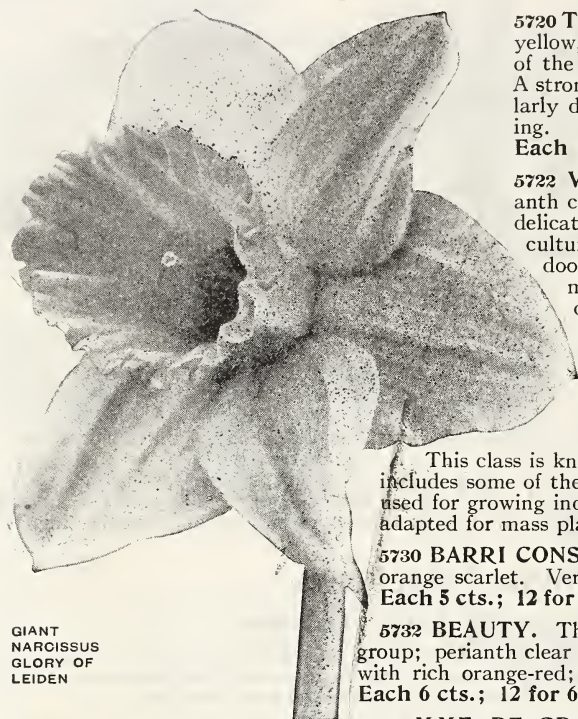 5720 T
yellow,
of the
A stron
larly d
ing.
Each
5722 V
anth c
delicat
cultur
doo
m
This class is kn
includes some of the
used for growing ind
adapted for mass pla
5730 BARRI CONS
orange scarlet. Ver
Each 5 cts.; 12 for
5732 BEAUTY. Th
group; perianth clear
with rich orange-red;
Each 6 cts.; 12 for 6
GIANT
NARCISSUS
GLORY OF
LEIDEN